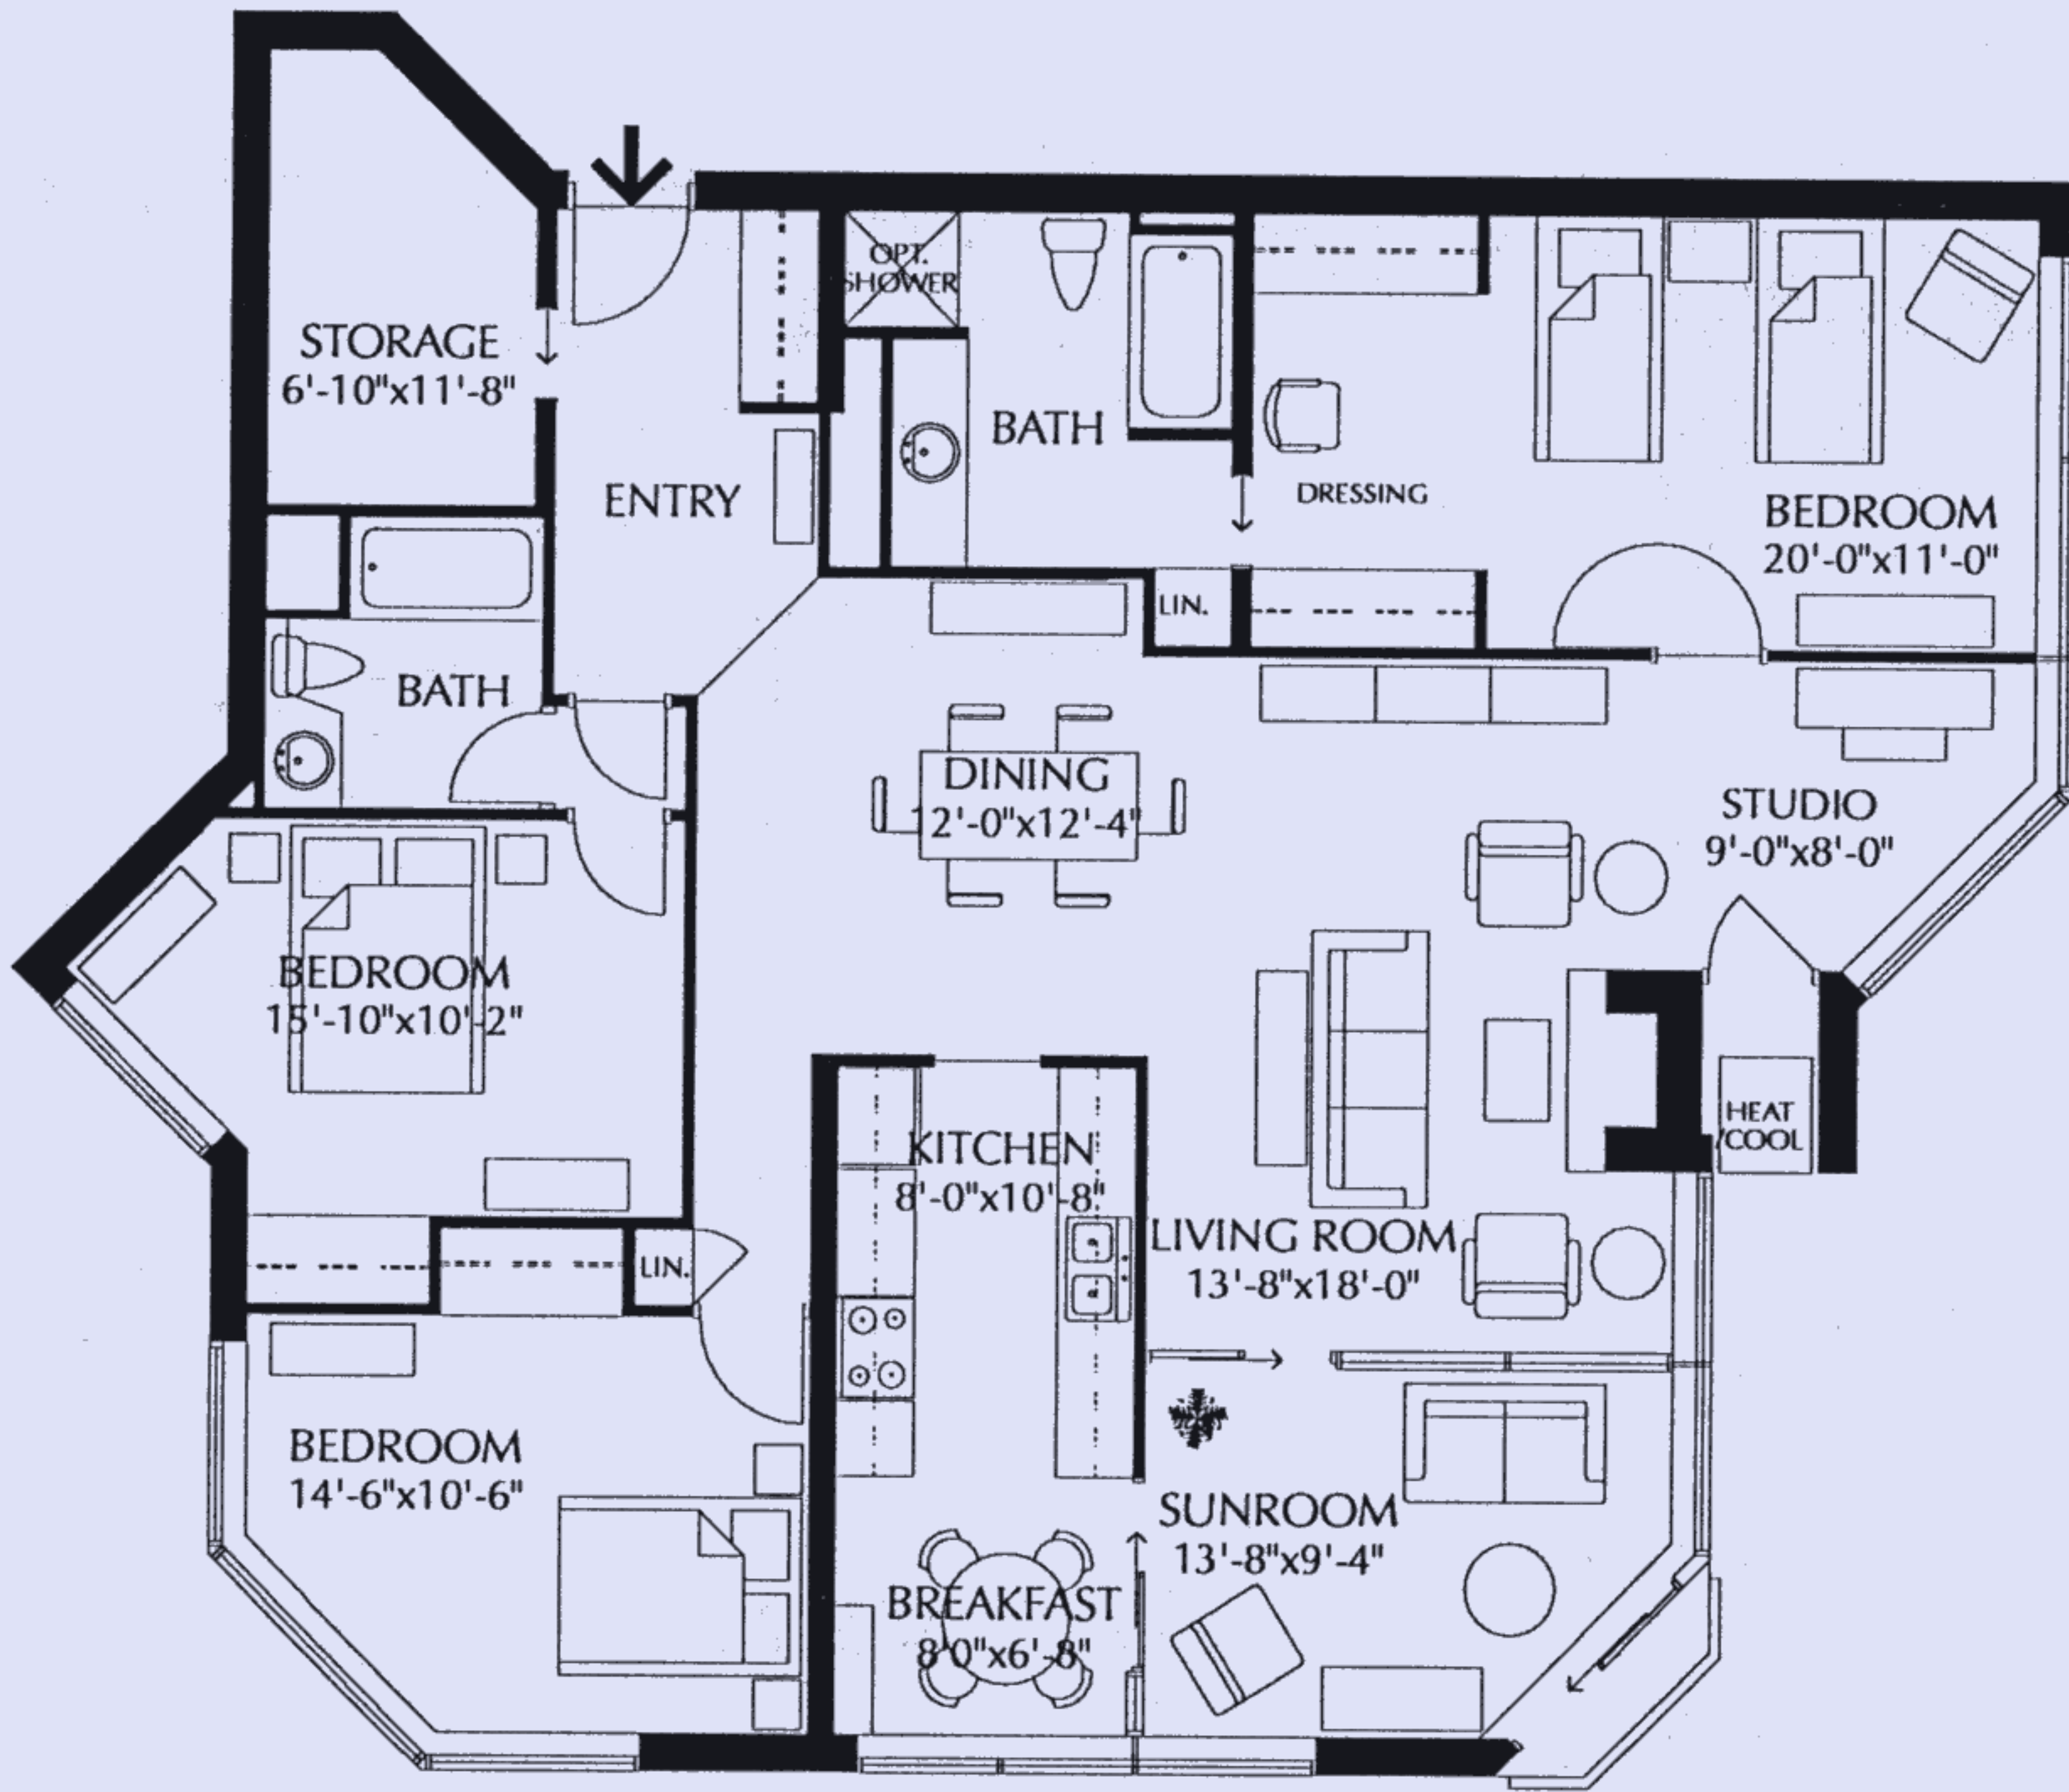 OPT.
SHOWER
STORAGE
6'-10"x11'-8"
BATH
ENTRY
DRESSING
BEDROOM
20'-0"x11'-0"
LIN.
BATH
DINING
12'-0"x12'-4"
STUDIO
9'-0"x8'-0"
BEDROOM
15'-10"x10'-2"
HEAT
/COOL
KITCHEN
8'-0"x10'-8"
LIVING ROOM
13'-8"x18'-0"
LIN.
BEDROOM
14'-6"x10'-6"
SUNROOM
13'-8"x9'-4"
BREAKFAST
8'0"x6'-8"